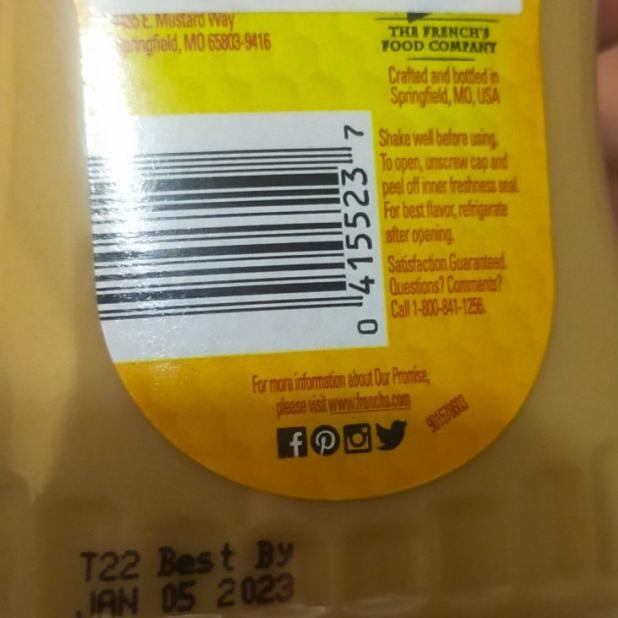 E. Mustard Way
Springfield, MO 65803-9416
THE FRENCH'S
FOOD COMPANY
Crafted and bottled in
Springfield, MO, USA
Shake well before using.
To open, unscrew cap and
peel off inner freshness seal.
For best flavor, refrigerate
after opening.
Satisfaction Guaranteed.
Questions? Comments?
Call 1-800-841-1256.
0 415523 7
For more information about Our Promise,
please visit www.frenchs.com
T22 Best By
JAN 05 2023